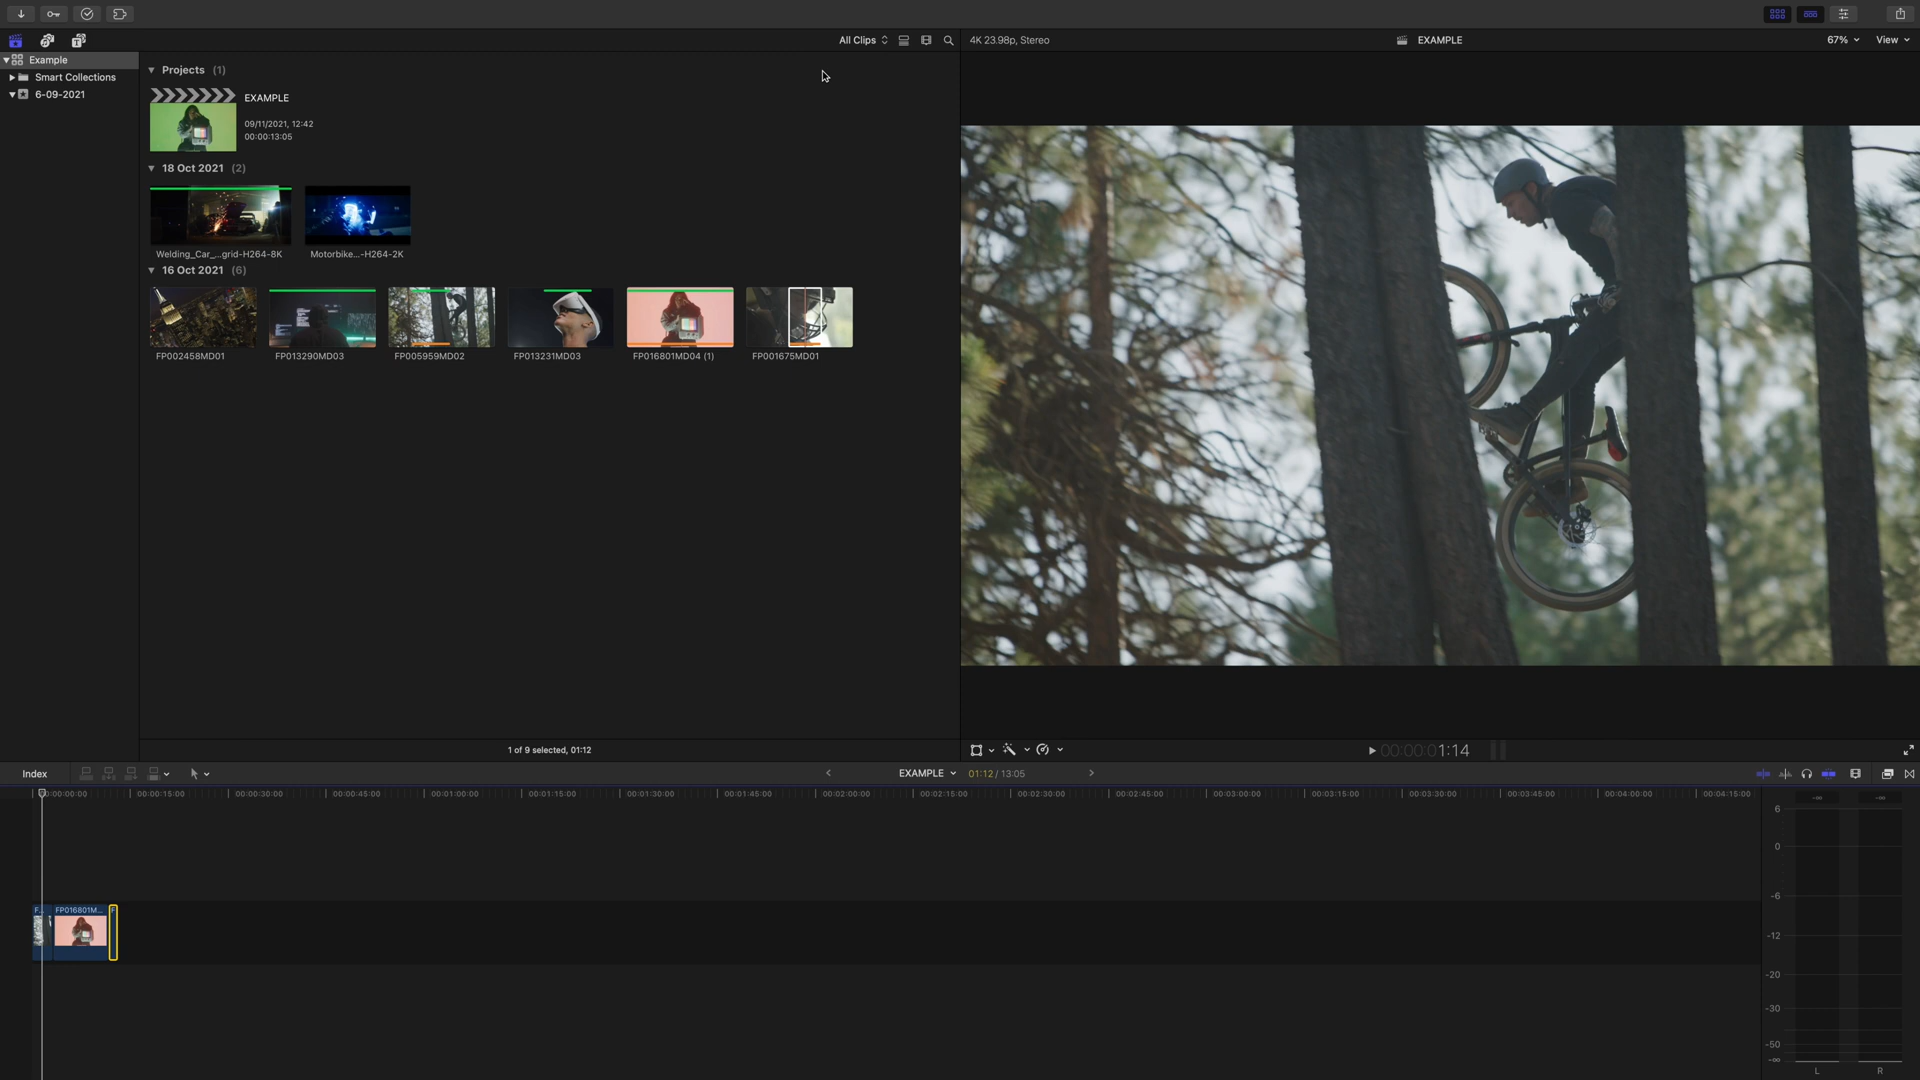 All Clips
4K 23.98p, Stereo
EXAMPLE
67%
View
Example
Smart Collections
6-09-2021
Projects (1)
EXAMPLE
09/11/2021, 12:42
00:00:13:05
18 Oct 2021 (2)
Welding_Car_...grid-H264-8K
Motorbike...-H264-2K
16 Oct 2021 (6)
FP002458MD01
FP013290MD03
FP005959MD02
FP013231MD03
FP016801MD04 (1)
FP001675MD01
1 of 9 selected, 01:12
00:00:01:14
Index
EXAMPLE
01:12 / 13:05
00:00:00:00
00:00:15:00
00:00:30:00
00:00:45:00
00:01:00:00
00:01:15:00
00:01:30:00
00:01:45:00
00:02:00:00
00:02:15:00
00:02:30:00
00:02:45:00
00:03:00:00
00:03:15:00
00:03:30:00
00:03:45:00
00:04:00:00
00:04:15:00
-∞ -∞
6
0
-6
-12
-20
-30
-50
-∞
L R
F...
FP016801M...
F